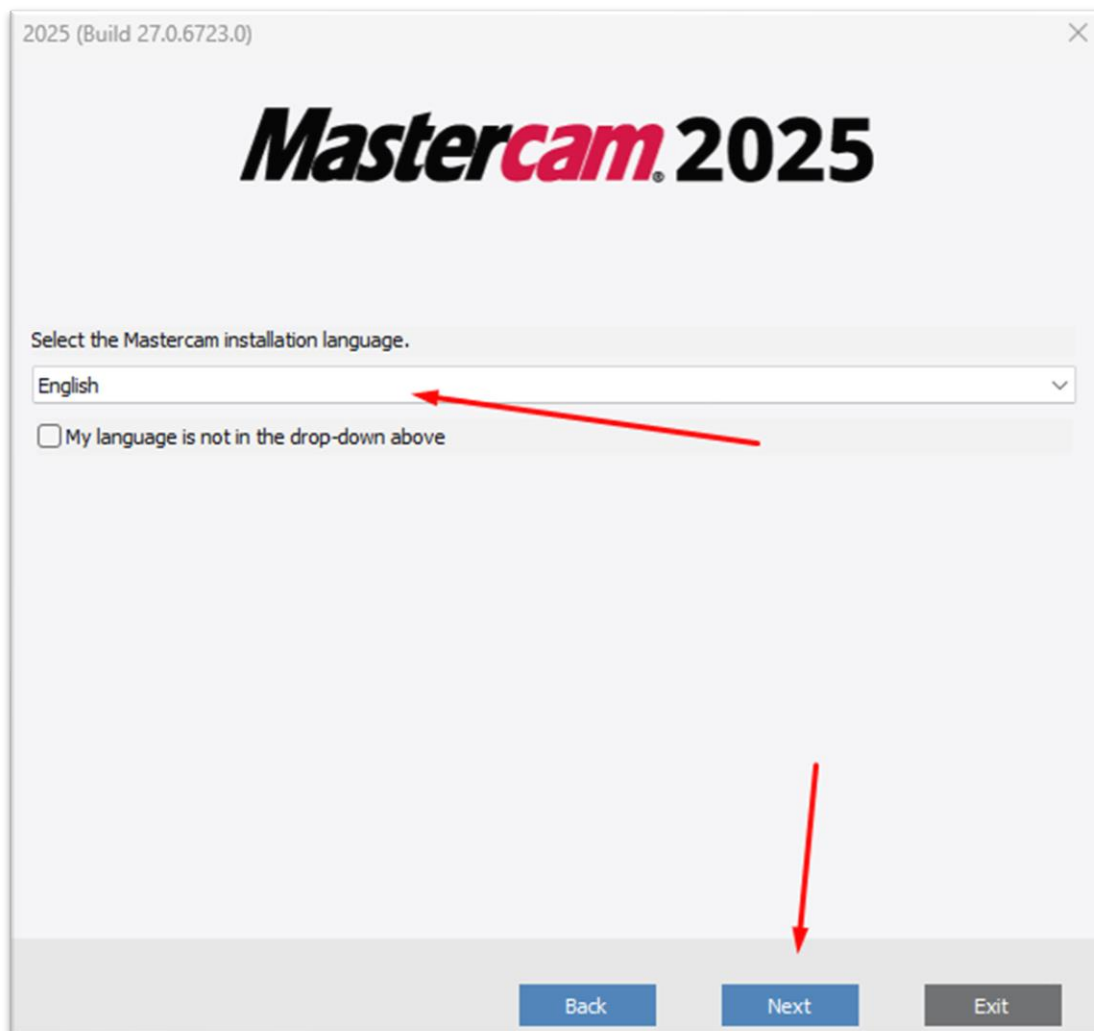 2025 (Build 27.0.6723.0)
Mastercam® 2025
Select the Mastercam installation language.
English
My language is not in the drop-down above
Back Next Exit